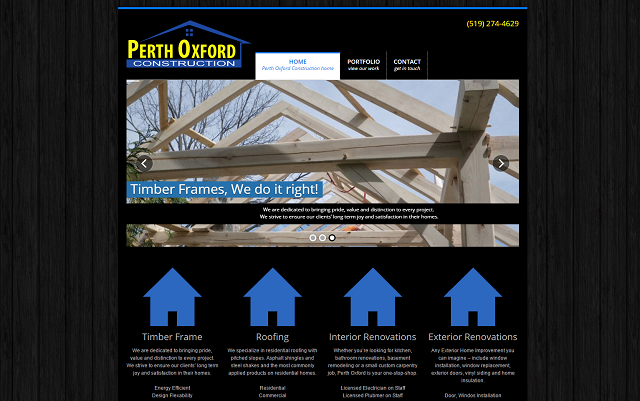 (519) 274-4629
PERTH OXFORD
CONSTRUCTION
HOME
Perth Oxford Construction home
PORTFOLIO
view our work
CONTACT
get in touch
Timber Frames, We do it right!
We are dedicated to bringing pride, value and distinction to every project.
We strive to ensure our clients' long term joy and satisfaction in their homes.
Timber Frame
We are dedicated to bringing pride,
value and distinction to every project.
We strive to ensure our clients' long term
joy and satisfaction in their homes.
Energy Efficient
Design Flexability
Roofing
We specialize in residential roofing with
pitched slopes. Asphalt shingles and
steel shakes and the most commonly
applied products on residential homes.
Residential
Commercial
Interior Renovations
Whether you're looking for kitchen,
bathroom renovations, basement
remodeling or a small custom carpentry
job, Perth Oxford is your one-stop-shop.
Licensed Electrician on Staff
Licensed Plubmer on Staff
Exterior Renovations
Any Exterior Home Improvement you
can imagine – include window
installation, window replacement,
exterior doors, vinyl siding and house
insulation.
Door, Windos Installation